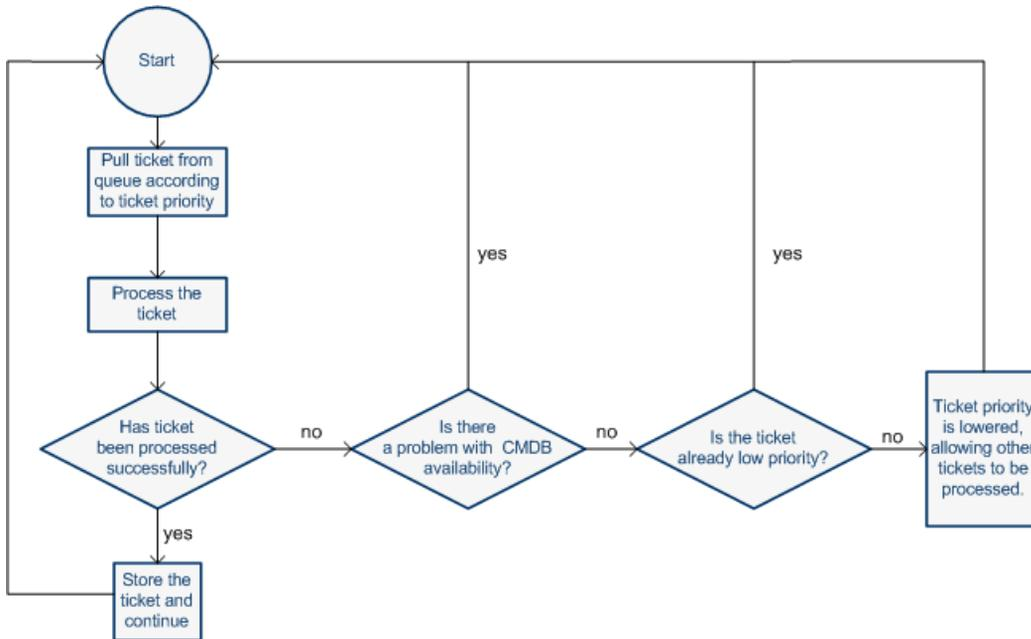 Start
Pull ticket from
queue according
to ticket priority
Process the
ticket
Has ticket
been processed
successfully?
no
Is there
a problem with CMDB
availability?
no
Is the ticket
already low priority?
no
Ticket priority
is lowered,
allowing other
tickets to be
processed.
yes
yes
yes
Store the
ticket and
continue